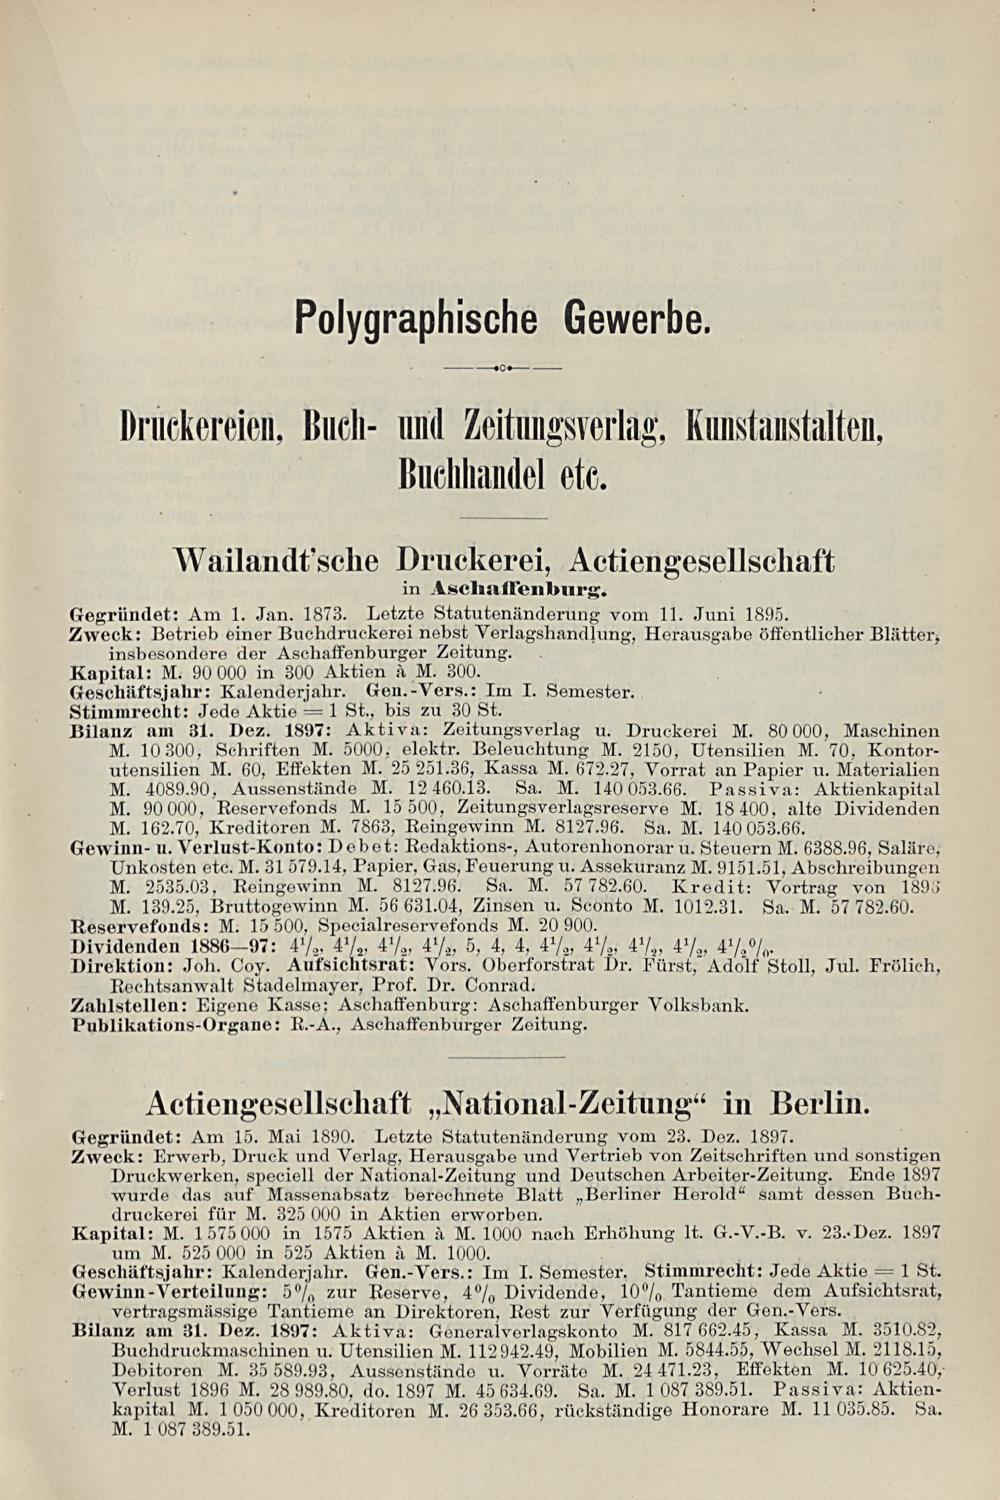 Polygraphische Gewerbe.
Druckereien, Buch- und Zeitungsverlag, Kunstanstalten,
Buchhandel etc.
Wailandt'sche Druckerei, Actiengesellschaft
in Aschaffenburg.
Gegründet: Am 1. Jan. 1873. Letzte Statutenänderung vom 11. Juni 1895.
Zweck: Betrieb einer Buchdruckerei nebst Verlagshandlung, Herausgabe öffentlicher Blätter,
insbesondere der Aschaffenburger Zeitung.
Kapital: M. 90 000 in 300 Aktien à M. 300.
Geschäftsjahr: Kalenderjahr. Gen.-Vers.: Im I. Semester.
Stimmrecht: Jede Aktie = 1 St., bis zu 30 St.
Bilanz am 31. Dez. 1897: Aktiva: Zeitungsverlag u. Druckerei M. 80 000, Maschinen
M. 10 300, Schriften M. 5000, elektr. Beleuchtung M. 2150, Utensilien M. 70, Kontor-
utensilien M. 60, Effekten M. 25 251.36, Kassa M. 672.27, Vorrat an Papier u. Materialien
M. 4089.90, Aussenstände M. 12 460.13. Sa. M. 140 053.66. Passiva: Aktienkapital
M. 90 000, Reservefonds M. 15 500, Zeitungsverlagsreserve M. 18 400, alte Dividenden
M. 162.70, Kreditoren M. 7863, Reingewinn M. 8127.96. Sa. M. 140 053.66.
Gewinn- u. Verlust-Konto: Debet: Redaktions-, Autorenhonorar u. Steuern M. 6388.96, Saläre,
Unkosten etc. M. 31 579.14, Papier, Gas, Feuerung u. Assekuranz M. 9151.51, Abschreibungen
M. 2535.03, Reingewinn M. 8127.96. Sa. M. 57 782.60. Kredit: Vortrag von
M. 139.25, Bruttogewinn M. 56 631.04, Zinsen u. Sconto M. 1012.31. Sa. M. 57 782.60.
Reservefonds: M. 15 500, Specialreservefonds M. 20 900.
Dividenden 1886—97: 4½, 4½, 4½, 4½, 5, 4, 4, 4½, 4½, 4½, 4½, 4½%.
Direktion: Joh. Coy. Aufsichtsrat: Vors. Oberforstrat Dr. Fürst, Adolf Stoll, Jul. Frölich,
Rechtsanwalt Stadelmayer, Prof. Dr. Conrad.
Zahlstellen: Eigene Kasse; Aschaffenburg: Aschaffenburger Volksbank.
Publikations-Organe: R.-A., Aschaffenburger Zeitung.
Actiengesellschaft „National-Zeitung“ in Berlin.
Gegründet: Am 15. Mai 1890. Letzte Statutenänderung vom 23. Dez. 1897.
Zweck: Erwerb, Druck und Verlag, Herausgabe und Vertrieb von Zeitschriften und sonstigen
Druckwerken, speciell der National-Zeitung und Deutschen Arbeiter-Zeitung. Ende 1897
wurde das auf Massenabsatz berechnete Blatt „Berliner Herold“ samt dessen Buch-
druckerei für M. 325 000 in Aktien erworben.
Kapital: M. 1 575 000 in 1575 Aktien à M. 1000 nach Erhöhung lt. G.-V.-B. v. 23. Dez. 1897
um M. 525 000 in 525 Aktien à M. 1000.
Geschäftsjahr: Kalenderjahr. Gen.-Vers.: Im I. Semester. Stimmrecht: Jede Aktie = 1 St.
Gewinn-Verteilung: 5% zur Reserve, 4% Dividende, 10% Tantieme dem Aufsichtsrat,
vertragsmässige Tantieme an Direktoren, Rest zur Verfügung der Gen.-Vers.
Bilanz am 31. Dez. 1897: Aktiva: Generalverlagskonto M. 817 662.45, Kassa M. 3510.82,
Buchdruckmaschinen u. Utensilien M. 112 942.49, Mobilien M. 5844.55, Wechsel M. 2118.15,
Debitoren M. 35 589.93, Aussenstände u. Vorräte M. 24 471.23, Effekten M. 10 625.40,
Verlust 1896 M. 28 989.80, do. 1897 M. 45 634.69. Sa. M. 1 087 389.51. Passiva: Aktien-
kapital M. 1 050 000, Kreditoren M. 26 353.66, rückständige Honorare M. 11 035.85. Sa.
M. 1 087 389.51.